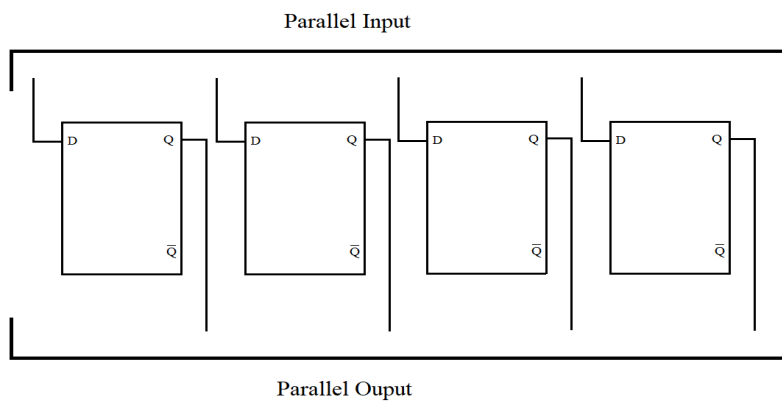 Parallel Input
D Q D Q D Q D Q
Q̅ Q̅ Q̅ Q̅
Parallel Ouput